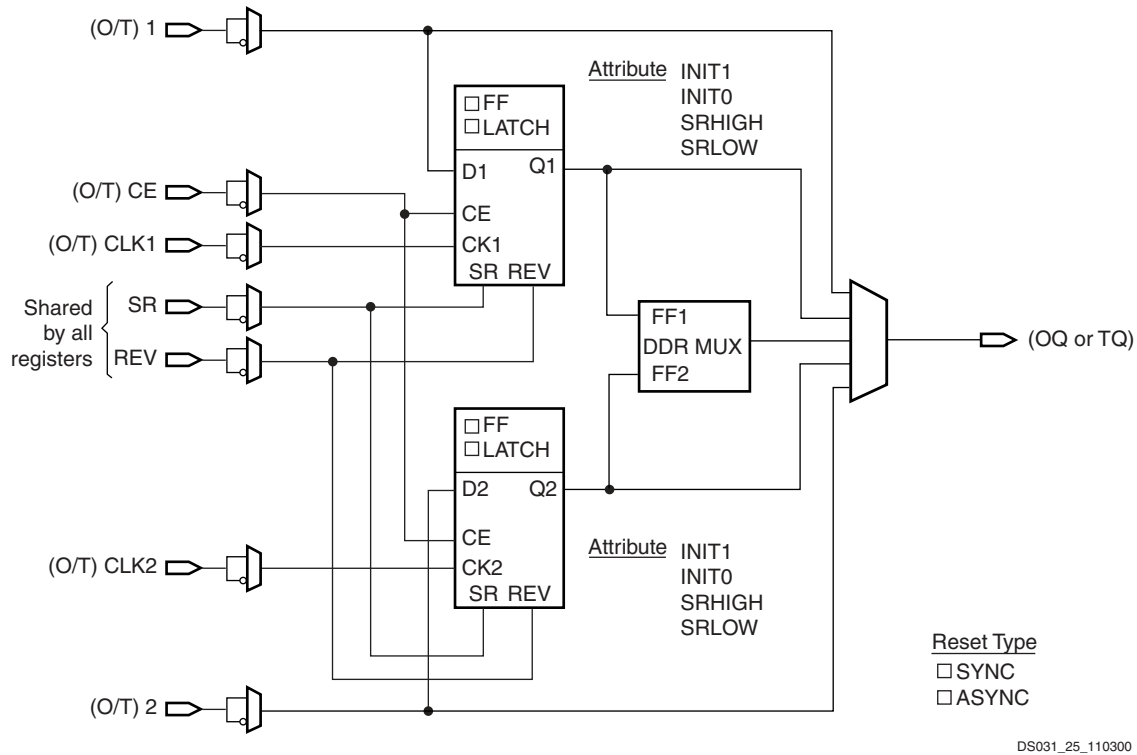 (O/T) 1
Attribute INIT1
INIT0
SRHIGH
SRLOW
FF
LATCH
D1 Q1
(O/T) CE
CE
(O/T) CLK1
CK1
SR REV
Shared
by all
registers
SR
REV
FF1
DDR MUX
FF2
(OQ or TQ)
FF
LATCH
D2 Q2
CE
(O/T) CLK2
CK2
SR REV
Attribute INIT1
INIT0
SRHIGH
SRLOW
(O/T) 2
Reset Type
SYNC
ASYNC
DS031_25_110300